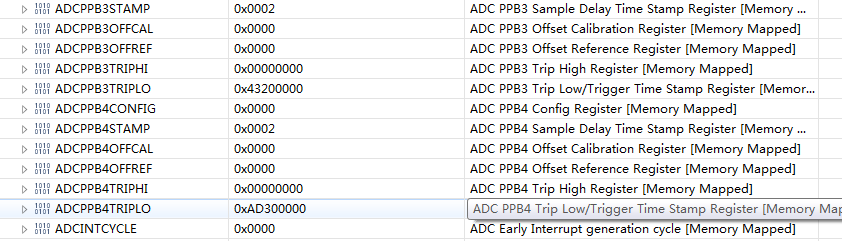 ADCPPB3STAMP 0x0002 ADC PPB3 Sample Delay Time Stamp Register [Memory ...
ADCPPB3OFFCAL 0x0000 ADC PPB3 Offset Calibration Register [Memory Mapped]
ADCPPB3OFFREF 0x0000 ADC PPB3 Offset Reference Register [Memory Mapped]
ADCPPB3TRIPHI 0x00000000 ADC PPB3 Trip High Register [Memory Mapped]
ADCPPB3TRIPLO 0x43200000 ADC PPB3 Trip Low/Trigger Time Stamp Register [Memor...
ADCPPB4CONFIG 0x0000 ADC PPB4 Config Register [Memory Mapped]
ADCPPB4STAMP 0x0002 ADC PPB4 Sample Delay Time Stamp Register [Memory ...
ADCPPB4OFFCAL 0x0000 ADC PPB4 Offset Calibration Register [Memory Mapped]
ADCPPB4OFFREF 0x0000 ADC PPB4 Offset Reference Register [Memory Mapped]
ADCPPB4TRIPHI 0x00000000 ADC PPB4 Trip High Register [Memory Mapped]
ADCPPB4TRIPLO 0xAD300000 ADC PPB4 Trip Low/Trigger Time Stamp Register [Memory Map
ADCINTCYCLE 0x0000 ADC Early Interrupt generation cycle [Memory Mapped]